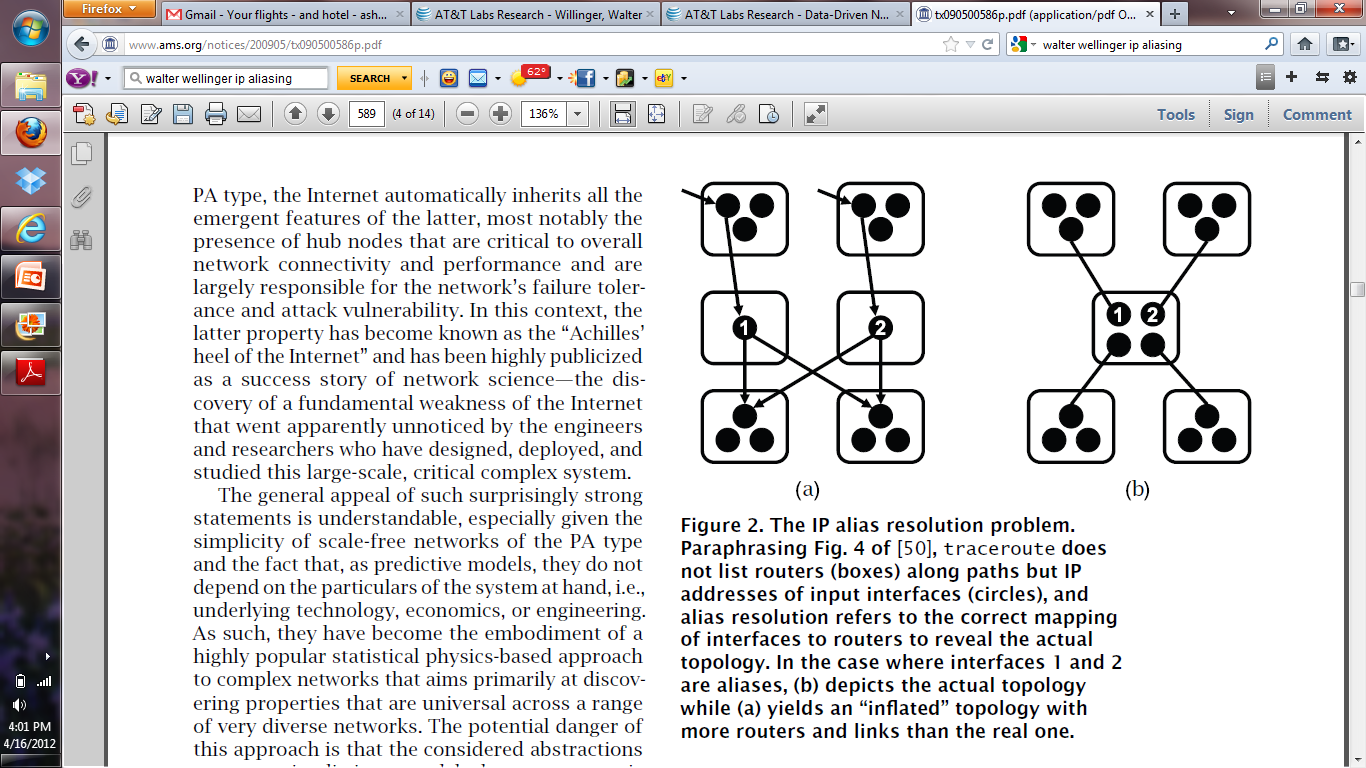 Firefox
Gmail - Your flights - and hotel - ash...
AT&T Labs Research - Willinger, Walter
AT&T Labs Research - Data-Driven N...
tx090500586p.pdf (application/pdf O...
www.ams.org/notices/200905/tx090500586p.pdf
walter wellinger ip aliasing
Y!
walter wellinger ip aliasing
SEARCH
62°
589
(4 of 14)
136%
Tools
Sign
Comment
PA type, the Internet automatically inherits all the
emergent features of the latter, most notably the
presence of hub nodes that are critical to overall
network connectivity and performance and are
largely responsible for the network's failure toler-
ance and attack vulnerability. In this context, the
latter property has become known as the “Achilles’
heel of the Internet” and has been highly publicized
as a success story of network science—the dis-
covery of a fundamental weakness of the Internet
that went apparently unnoticed by the engineers
and researchers who have designed, deployed, and
studied this large-scale, critical complex system.
The general appeal of such surprisingly strong
statements is understandable, especially given the
simplicity of scale-free networks of the PA type
and the fact that, as predictive models, they do not
depend on the particulars of the system at hand, i.e.,
underlying technology, economics, or engineering.
As such, they have become the embodiment of a
highly popular statistical physics-based approach
to complex networks that aims primarily at discov-
ering properties that are universal across a range
of very diverse networks. The potential danger of
this approach is that the considered abstractions
1
2
(a)
1 2
(b)
Figure 2. The IP alias resolution problem.
Paraphrasing Fig. 4 of [50], traceroute does
not list routers (boxes) along paths but IP
addresses of input interfaces (circles), and
alias resolution refers to the correct mapping
of interfaces to routers to reveal the actual
topology. In the case where interfaces 1 and 2
are aliases, (b) depicts the actual topology
while (a) yields an “inflated” topology with
more routers and links than the real one.
4:01 PM
4/16/2012